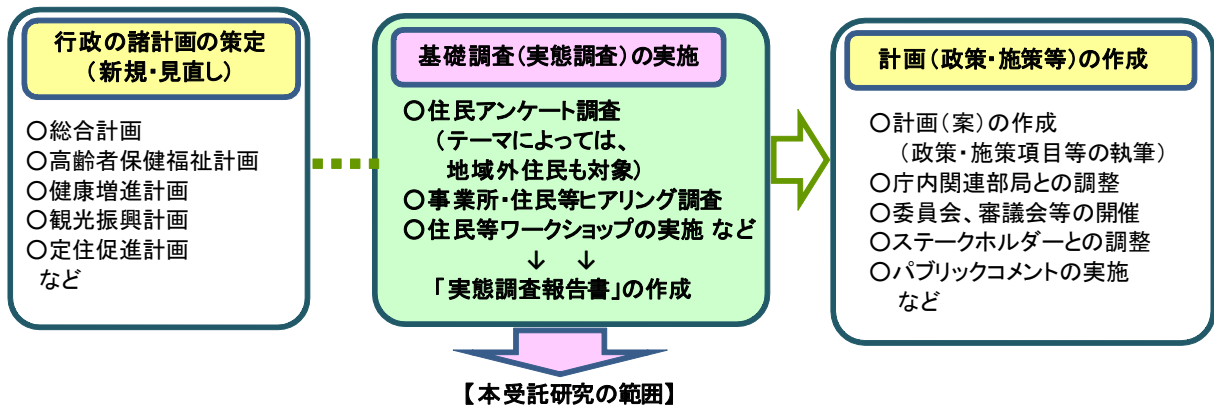 行政の諸計画の策定
（新規・見直し）
○総合計画
○高齢者保健福祉計画
○健康増進計画
○観光振興計画
○定住促進計画
など
基礎調査（実態調査）の実施
○住民アンケート調査
（テーマによっては、
地域外住民も対象）
○事業所・住民等ヒアリング調査
○住民等ワークショップの実施 など
↓ ↓
「実態調査報告書」の作成
計画（政策・施策等）の作成
○計画（案）の作成
（政策・施策項目等の執筆）
○庁内関連部局との調整
○委員会、審議会等の開催
○ステークホルダーとの調整
○パブリックコメントの実施
など
【本受託研究の範囲】